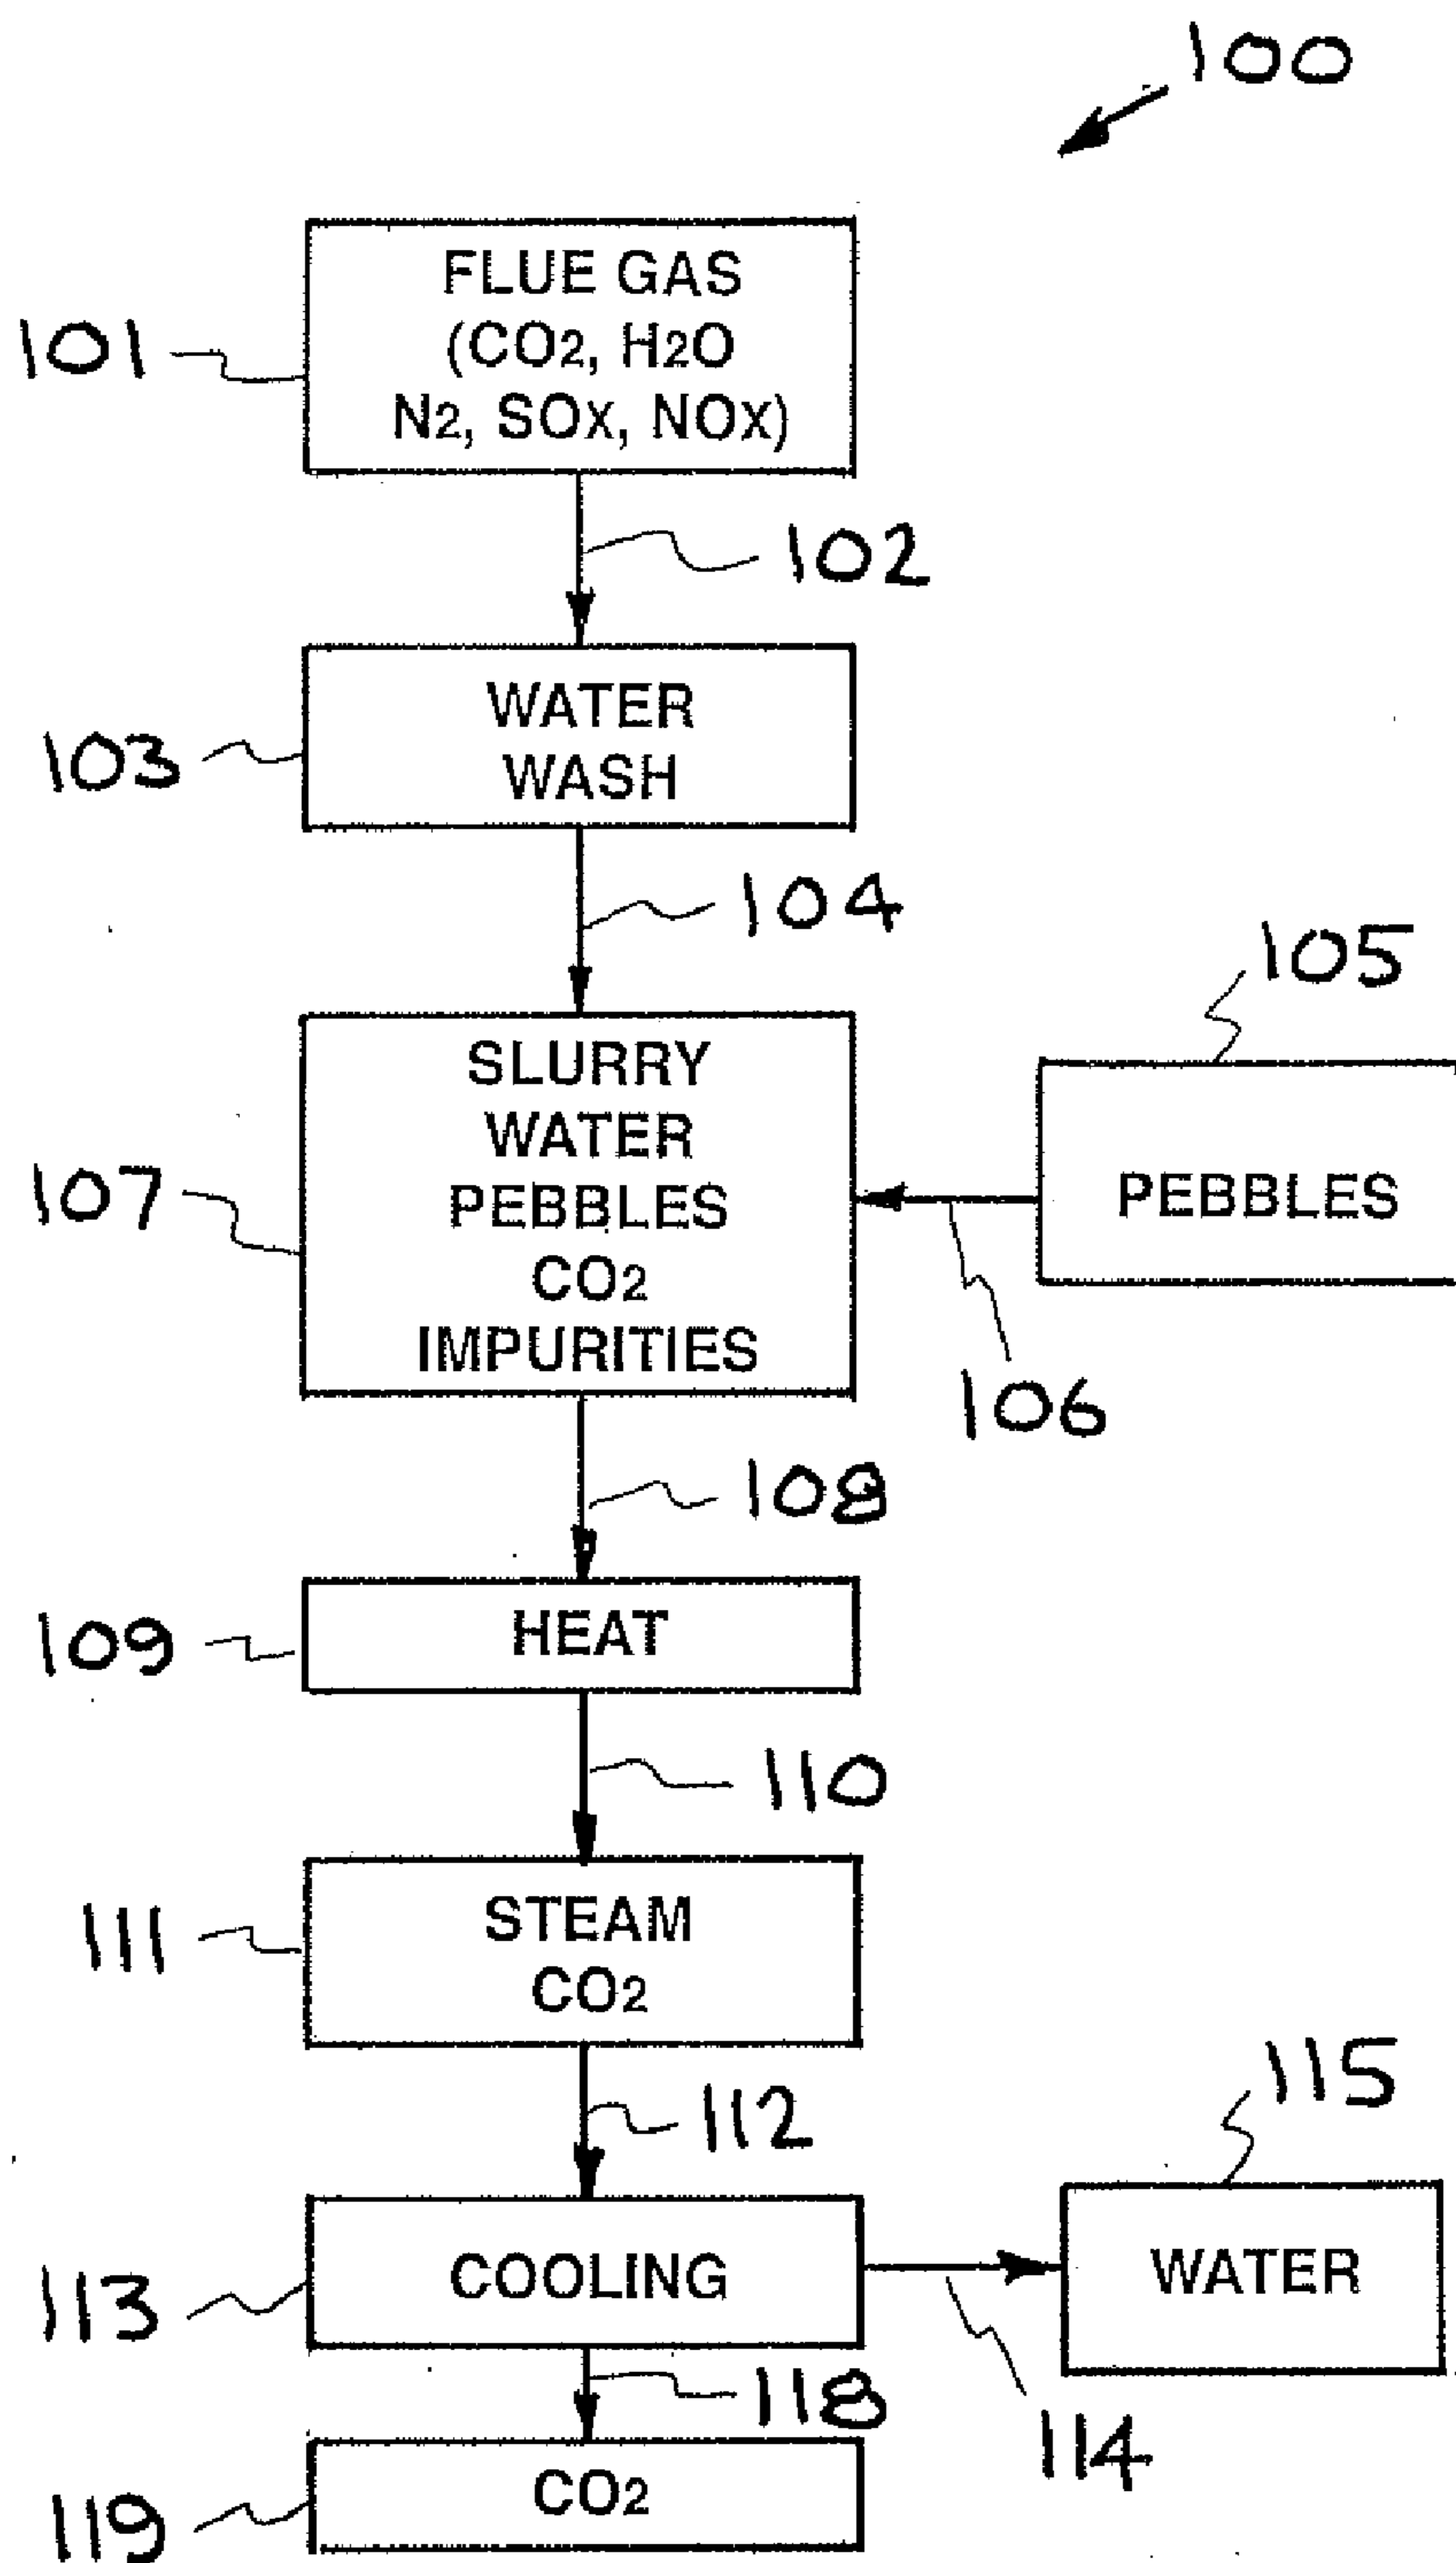 100
FLUE GAS
(CO2, H2O
N2, SOX, NOX)
101
102
WATER
WASH
103
104
105
SLURRY
WATER
PEBBLES
CO2
IMPURITIES
107
PEBBLES
106
108
HEAT
109
110
STEAM
CO2
111
112
115
COOLING
113
WATER
118
114
CO2
119